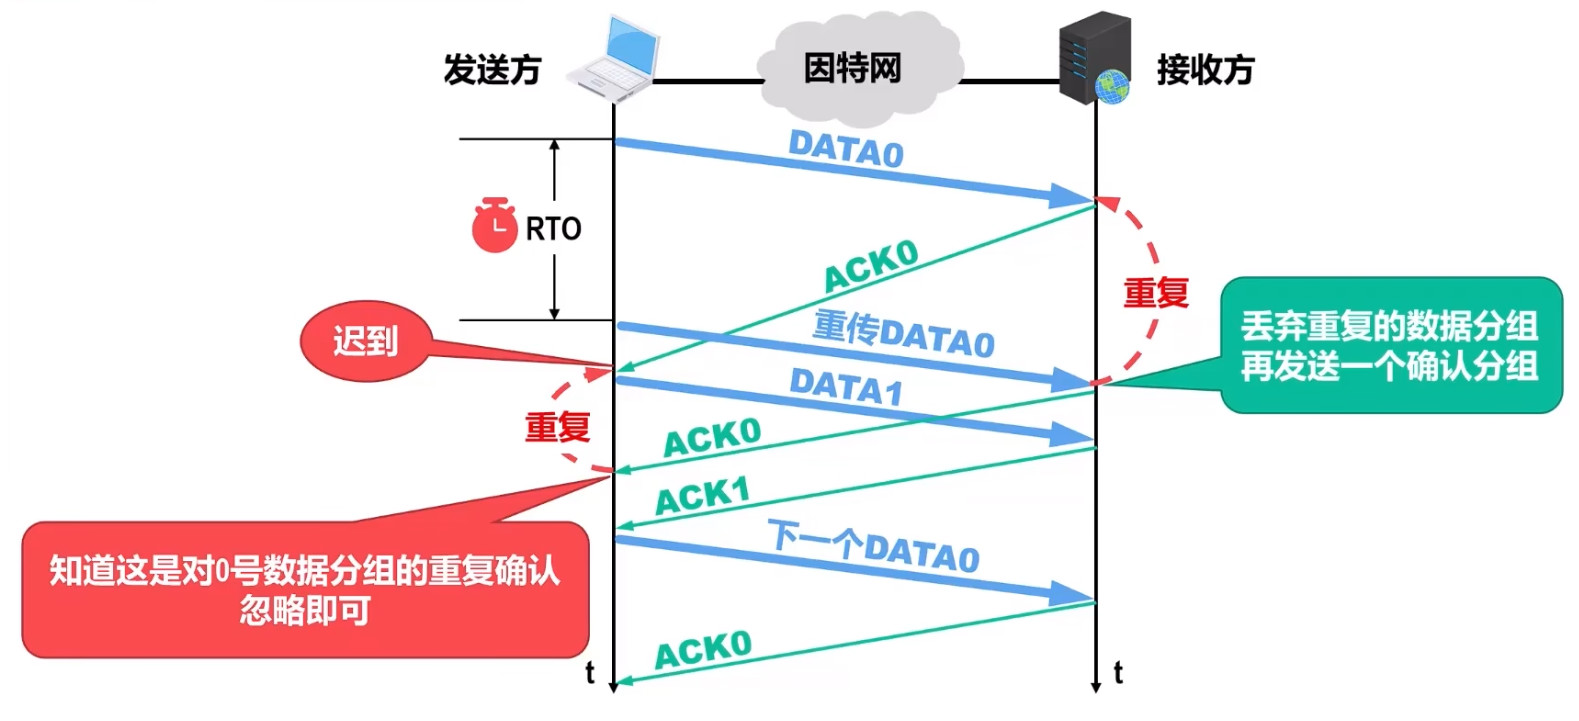 发送方
因特网
接收方
DATA0
RTO
ACK0
重复
迟到
重传DATA0
丢弃重复的数据分组
再发送一个确认分组
DATA1
重复
ACK0
ACK1
下一个DATA0
知道这是对0号数据分组的重复确认
忽略即可
ACK0
t
t